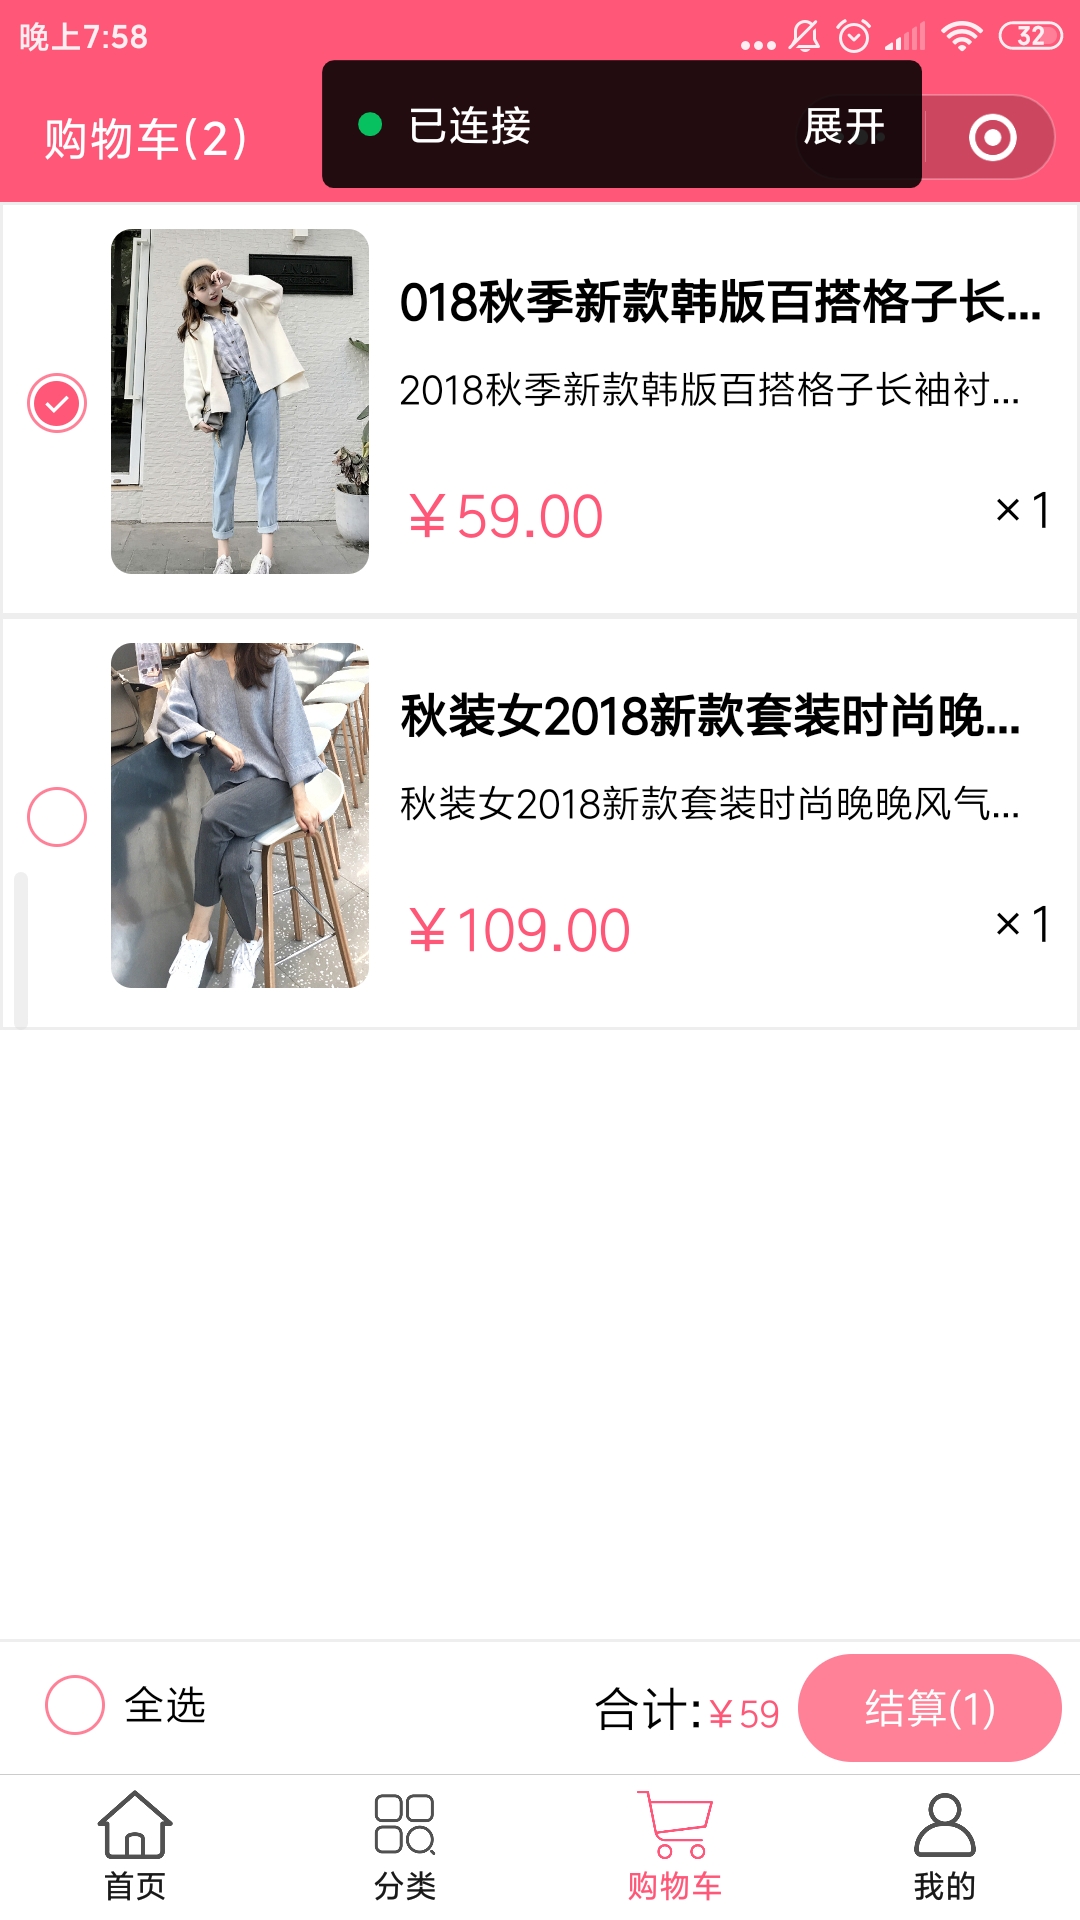 晚上7:58
32
购物车(2)
已连接
展开
018秋季新款韩版百搭格子长...
2018秋季新款韩版百搭格子长袖衬...
¥59.00
×1
秋装女2018新款套装时尚晚...
秋装女2018新款套装时尚晚晚风气...
¥109.00
×1
全选
合计:¥59
结算(1)
首页
分类
购物车
我的